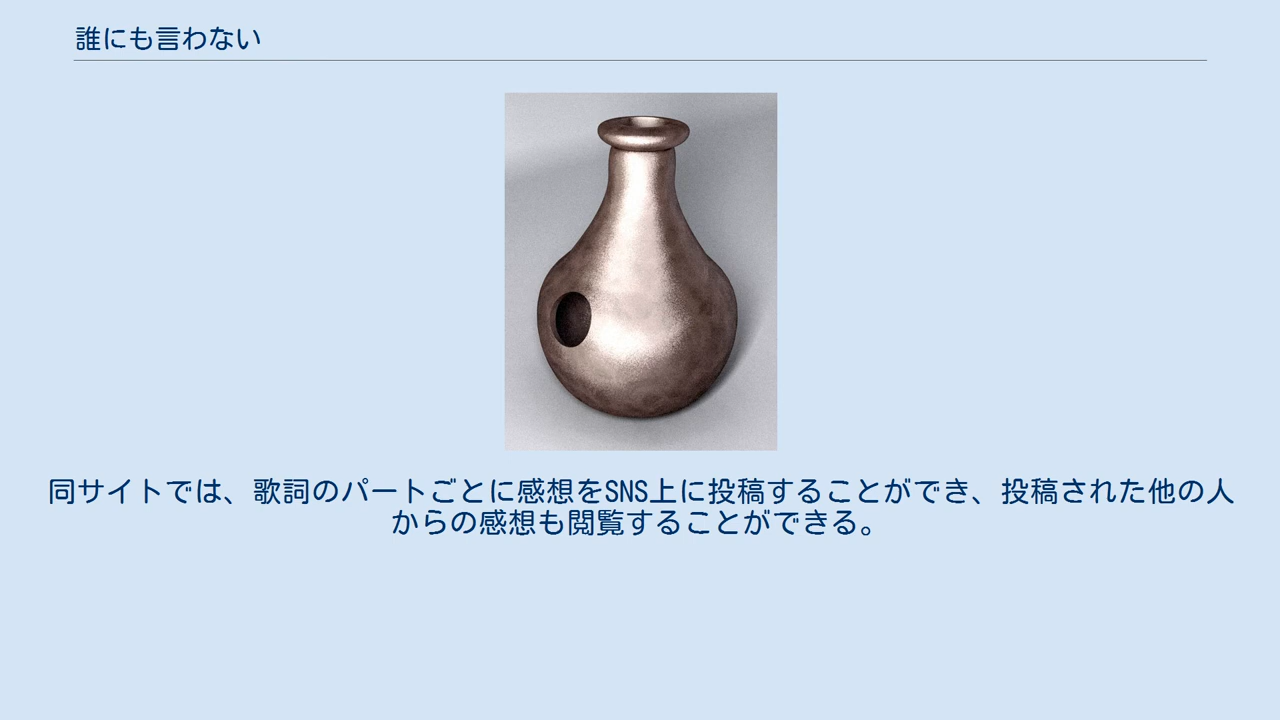 誰にも言わない
同サイトでは、歌詞のパートごとに感想をSNS上に投稿することができ、投稿された他の人
からの感想も閲覧することができる。